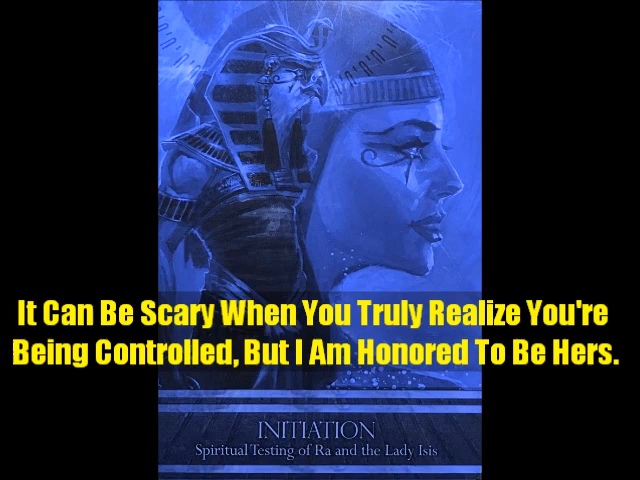 It Can Be Scary When You Truly Realize You're
Being Controlled, But I Am Honored To Be Hers.
INITIATION
Spiritual Testing of Ra and the Lady Isis